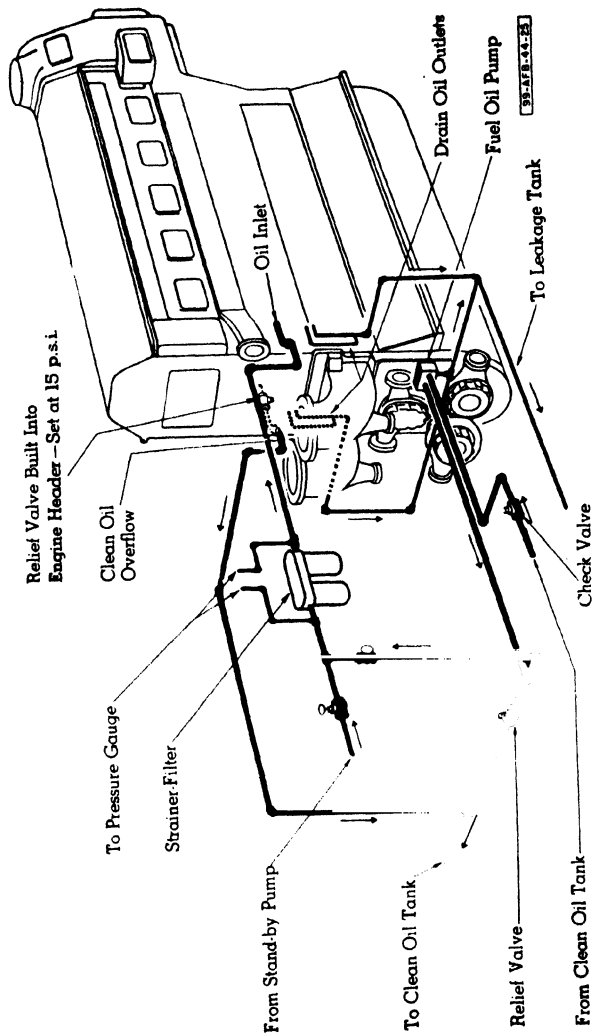 Relief Valve Built Into
Engine Header—Set at 15 p.s.i.
Clean Oil
Overflow
To Pressure Gauge
Strainer-Filter
From Stand-by Pump
To Clean Oil Tank
Relief Valve
From Clean Oil Tank
Check Valve
To Leakage Tank
Fuel Oil Pump
Drain Oil Outlets
Oil Inlet
99-AFB-44-25